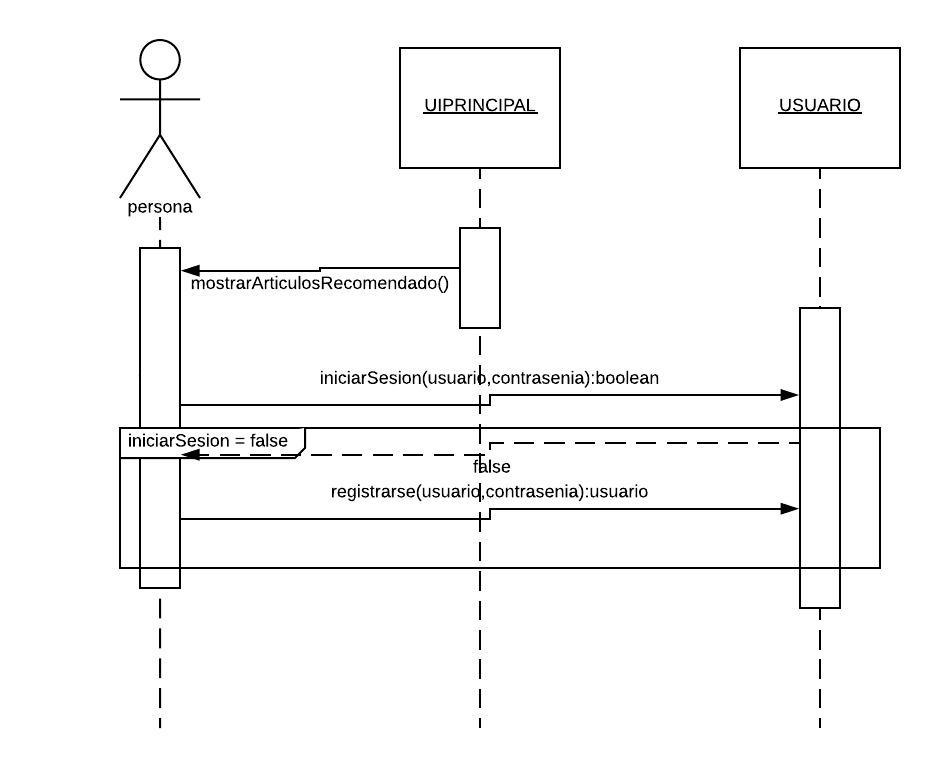 UIPRINCIPAL
USUARIO
persona
mostrarArticulosRecomendado()
iniciarSesion(usuario,contrasenia):boolean
iniciarSesion = false
false
registrarse(usuario,contrasenia):usuario